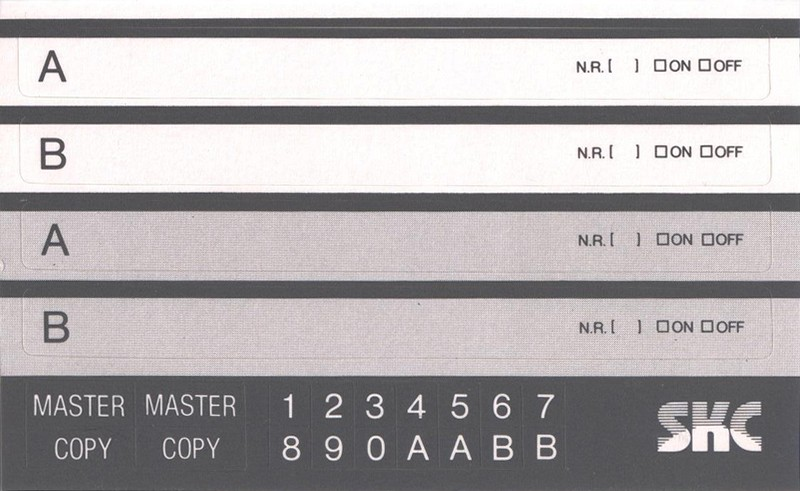 A N.R.[ ] ☐ON ☐OFF
B N.R.[ ] ☐ON ☐OFF
A N.R.[ ] ☐ON ☐OFF
B N.R.[ ] ☐ON ☐OFF
MASTER MASTER 1 2 3 4 5 6 7
COPY COPY 8 9 0 A A B B
SKC